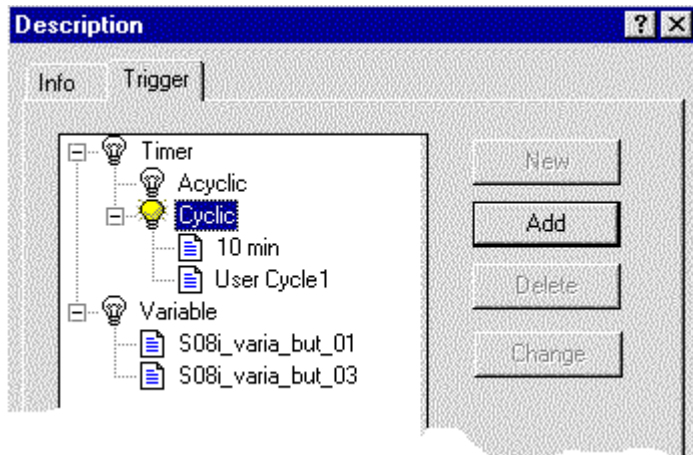 Description
Info
Trigger
Timer
Acyclic
Cyclic
10 min
User Cycle1
Variable
S08i_varia_but_01
S08i_varia_but_03
New
Add
Delete
Change